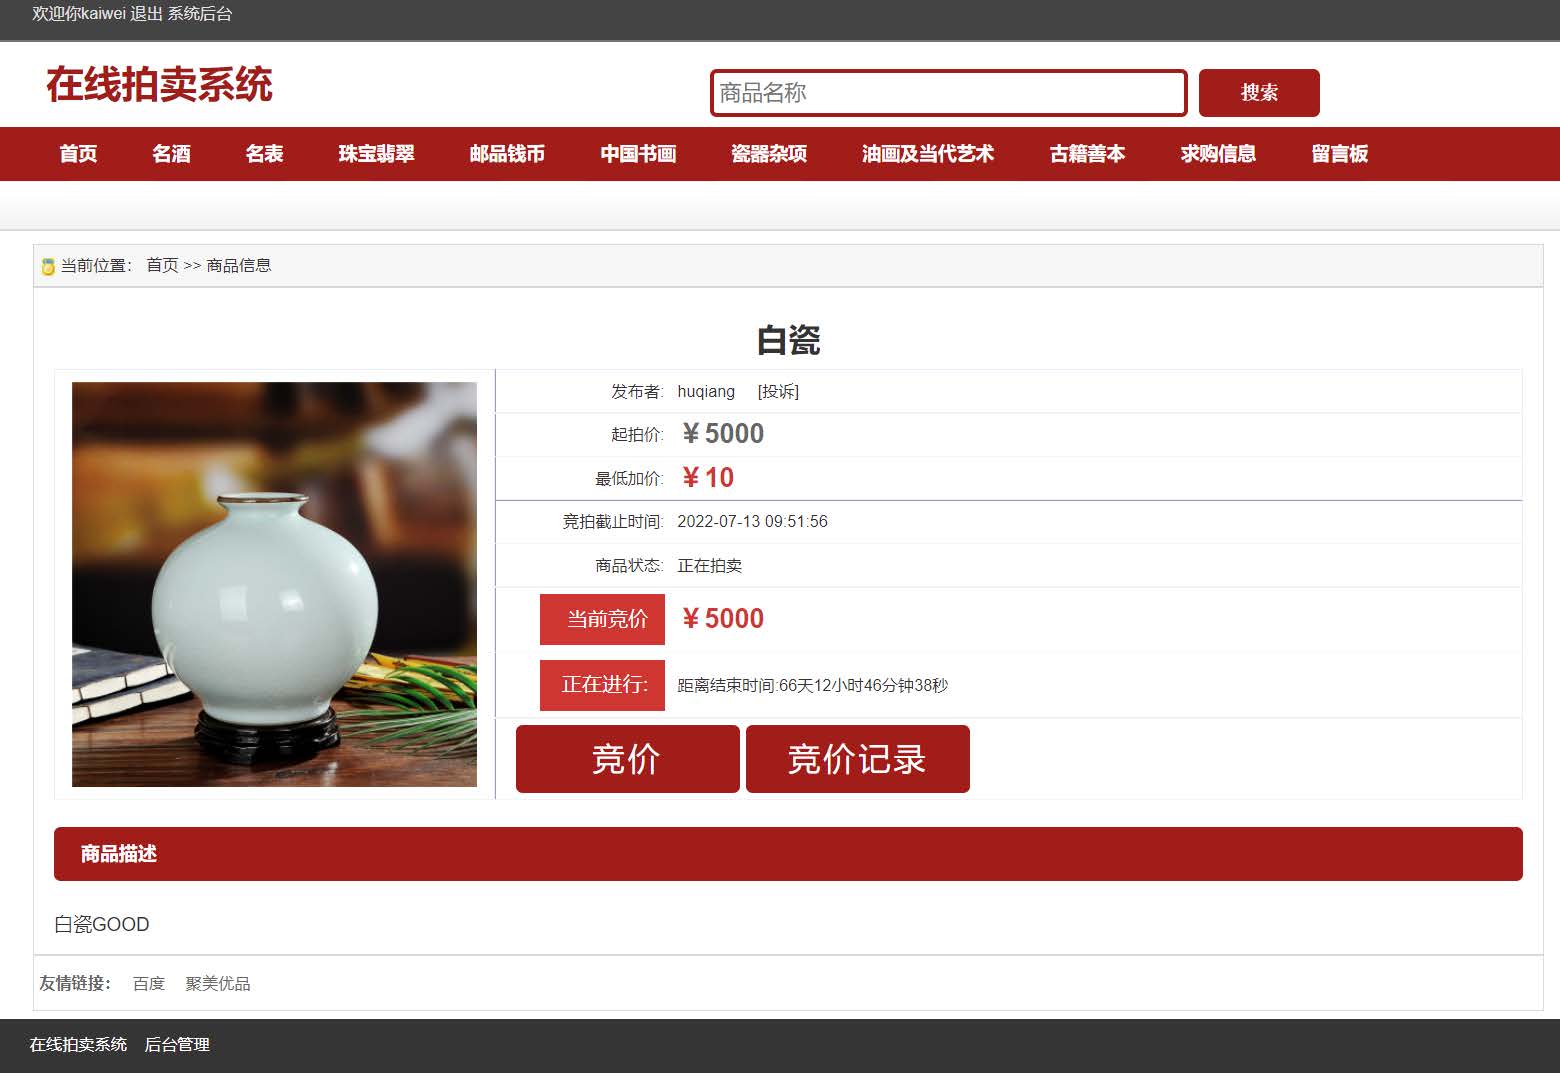 欢迎你kaiwei 退出 系统后台
在线拍卖系统
商品名称
搜索
首页 名酒 名表 珠宝翡翠 邮品钱币 中国书画 瓷器杂项 油画及当代艺术 古籍善本 求购信息 留言板
当前位置： 首页 >> 商品信息
白瓷
发布者: huqiang [投诉]
起拍价: ¥5000
最低加价: ¥10
竞拍截止时间: 2022-07-13 09:51:56
商品状态: 正在拍卖
当前竞价 ¥5000
正在进行: 距离结束时间:66天12小时46分钟38秒
竞价 竞价记录
商品描述
白瓷GOOD
友情链接： 百度 聚美优品
在线拍卖系统 后台管理